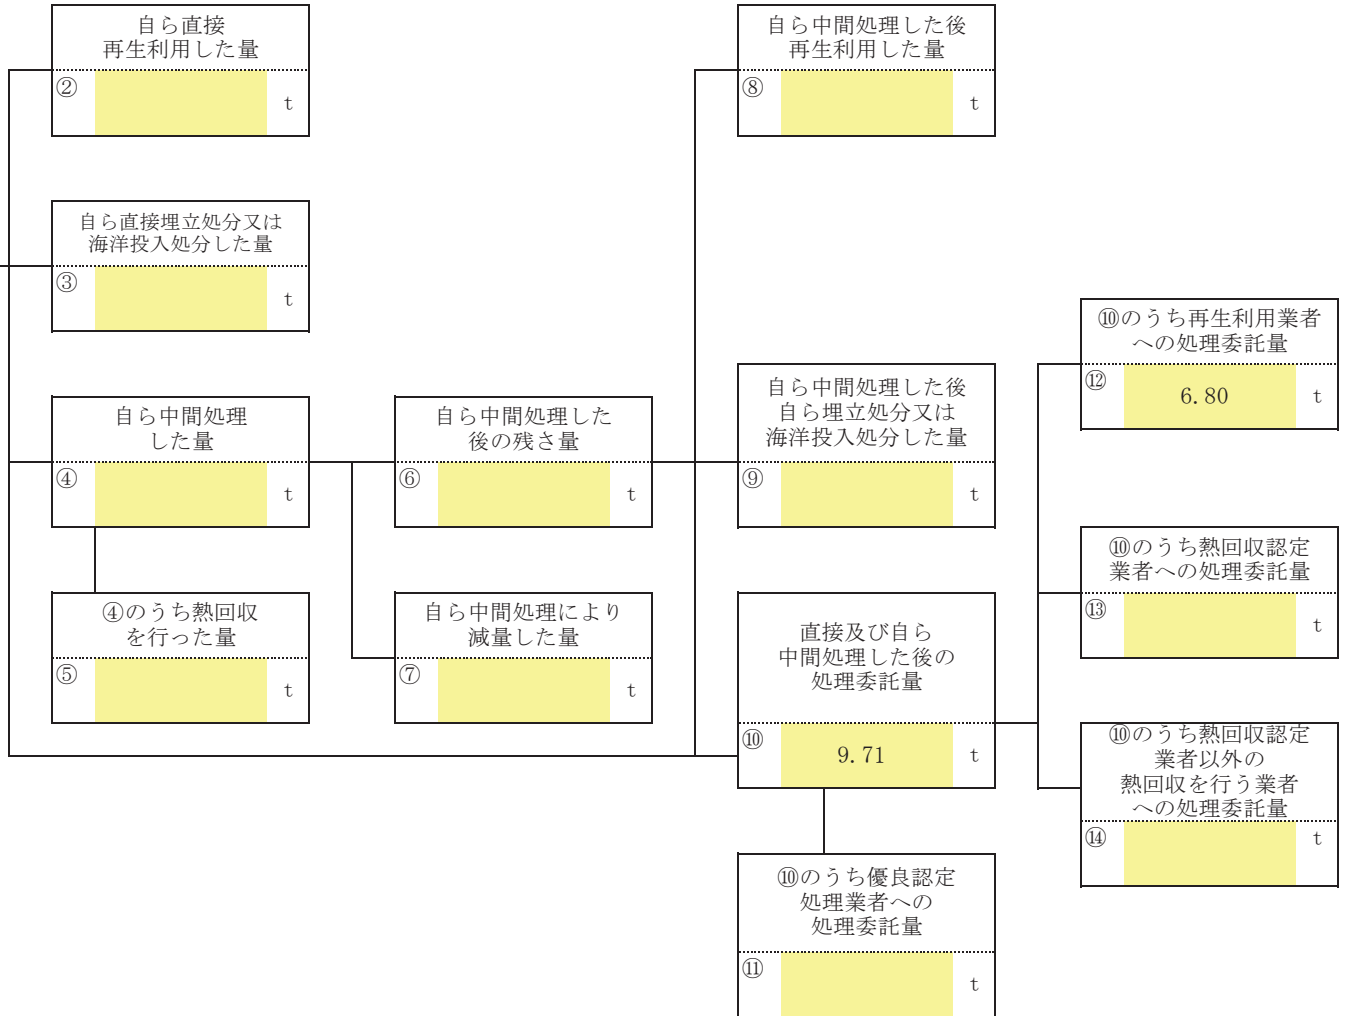 自ら直接
再生利用した量
②
t
自ら中間処理した後
再生利用した量
⑧
t
自ら直接埋立処分又は
海洋投入処分した量
③
t
⑩のうち再生利用業者
への処理委託量
⑫
6.80
t
自ら中間処理
した量
④
t
自ら中間処理した
後の残さ量
⑥
t
自ら中間処理した後
自ら埋立処分又は
海洋投入処分した量
⑨
t
⑩のうち熱回収認定
業者への処理委託量
⑬
t
④のうち熱回収
を行った量
⑤
t
自ら中間処理により
減量した量
⑦
t
直接及び自ら
中間処理した後の
処理委託量
⑩
9.71
t
⑩のうち熱回収認定
業者以外の
熱回収を行う業者
への処理委託量
⑭
t
⑩のうち優良認定
処理業者への
処理委託量
⑪
t